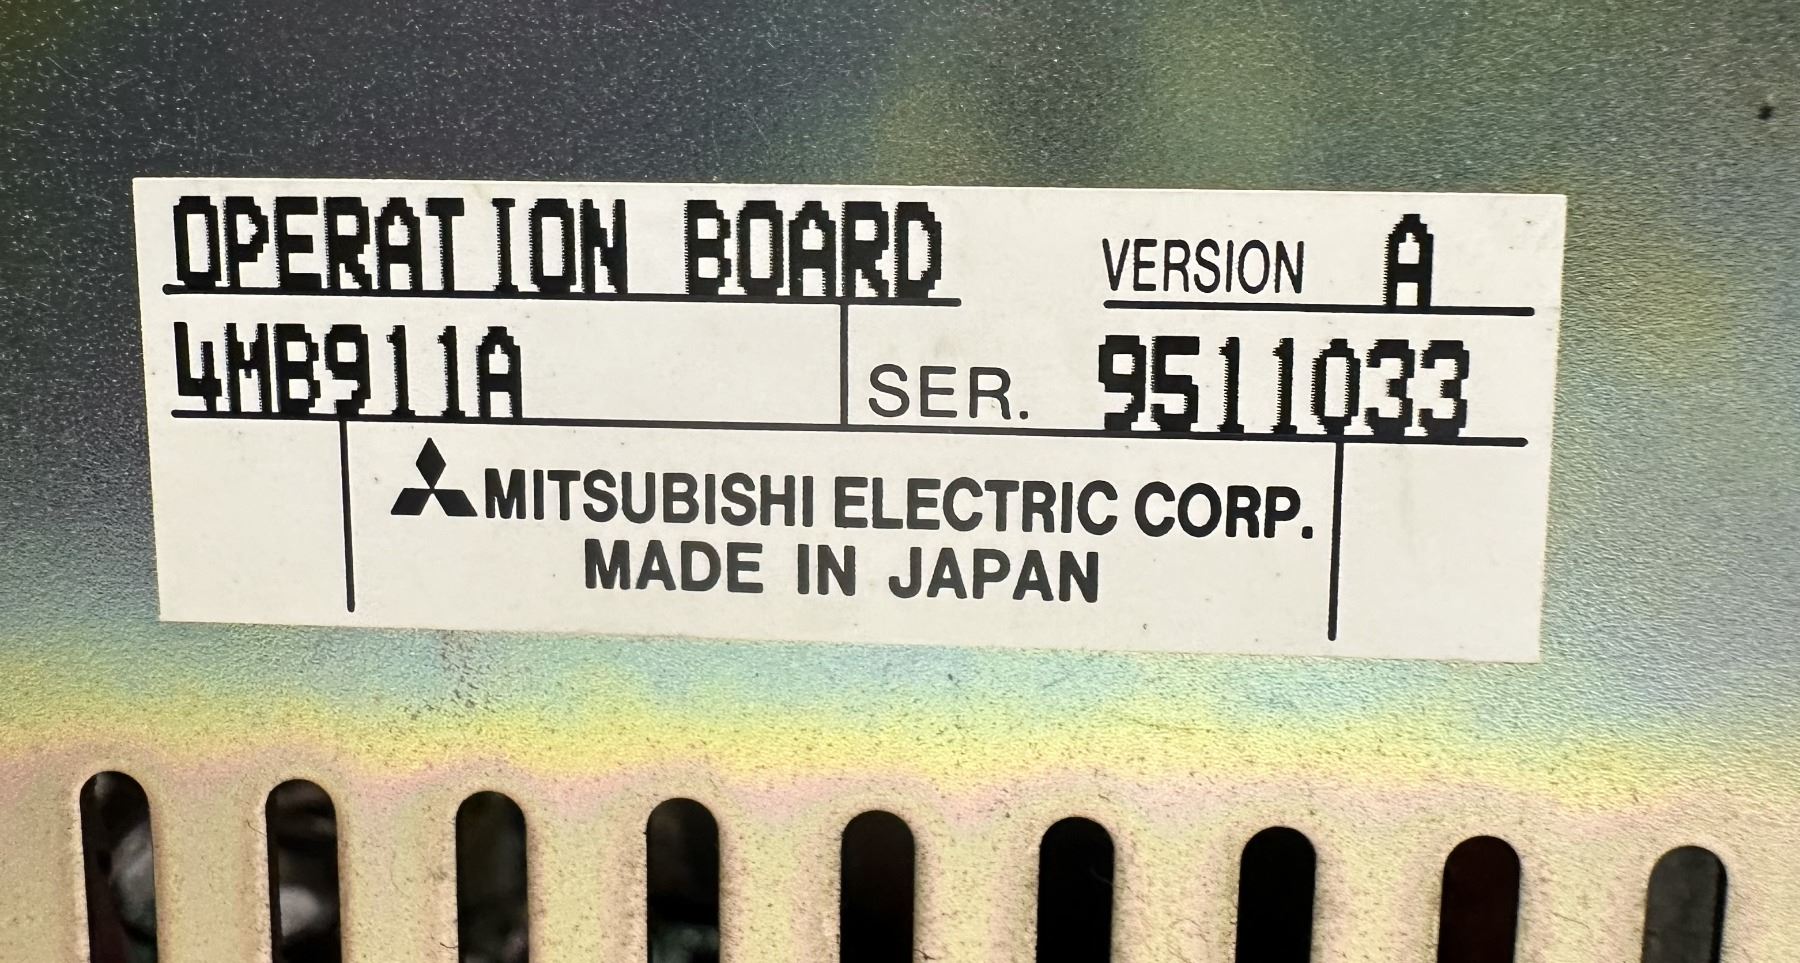 OPERATION BOARD VERSION A
4MB911A SER. 9511033
MITSUBISHI ELECTRIC CORP.
MADE IN JAPAN